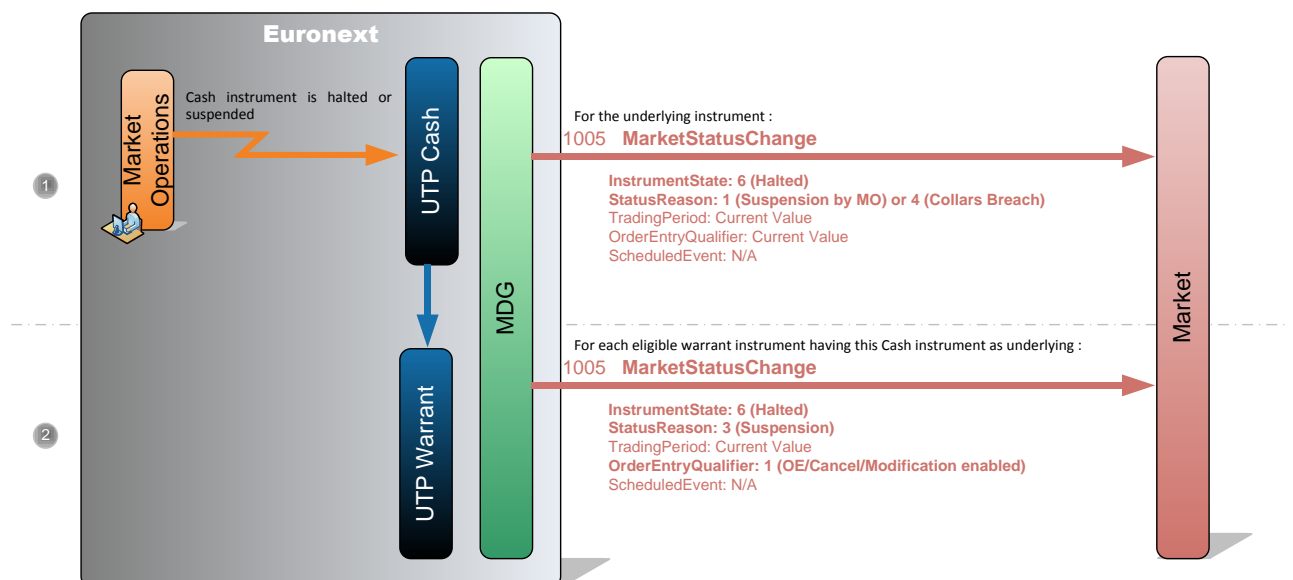 Euronext
Market
Operations
Cash instrument is halted or
suspended
UTP Cash
MDG
Market
1
For the underlying instrument :
1005 MarketStatusChange
InstrumentState: 6 (Halted)
StatusReason: 1 (Suspension by MO) or 4 (Collars Breach)
TradingPeriod: Current Value
OrderEntryQualifier: Current Value
ScheduledEvent: N/A
2
UTP Warrant
For each eligible warrant instrument having this Cash instrument as underlying :
1005 MarketStatusChange
InstrumentState: 6 (Halted)
StatusReason: 3 (Suspension)
TradingPeriod: Current Value
OrderEntryQualifier: 1 (OE/Cancel/Modification enabled)
ScheduledEvent: N/A